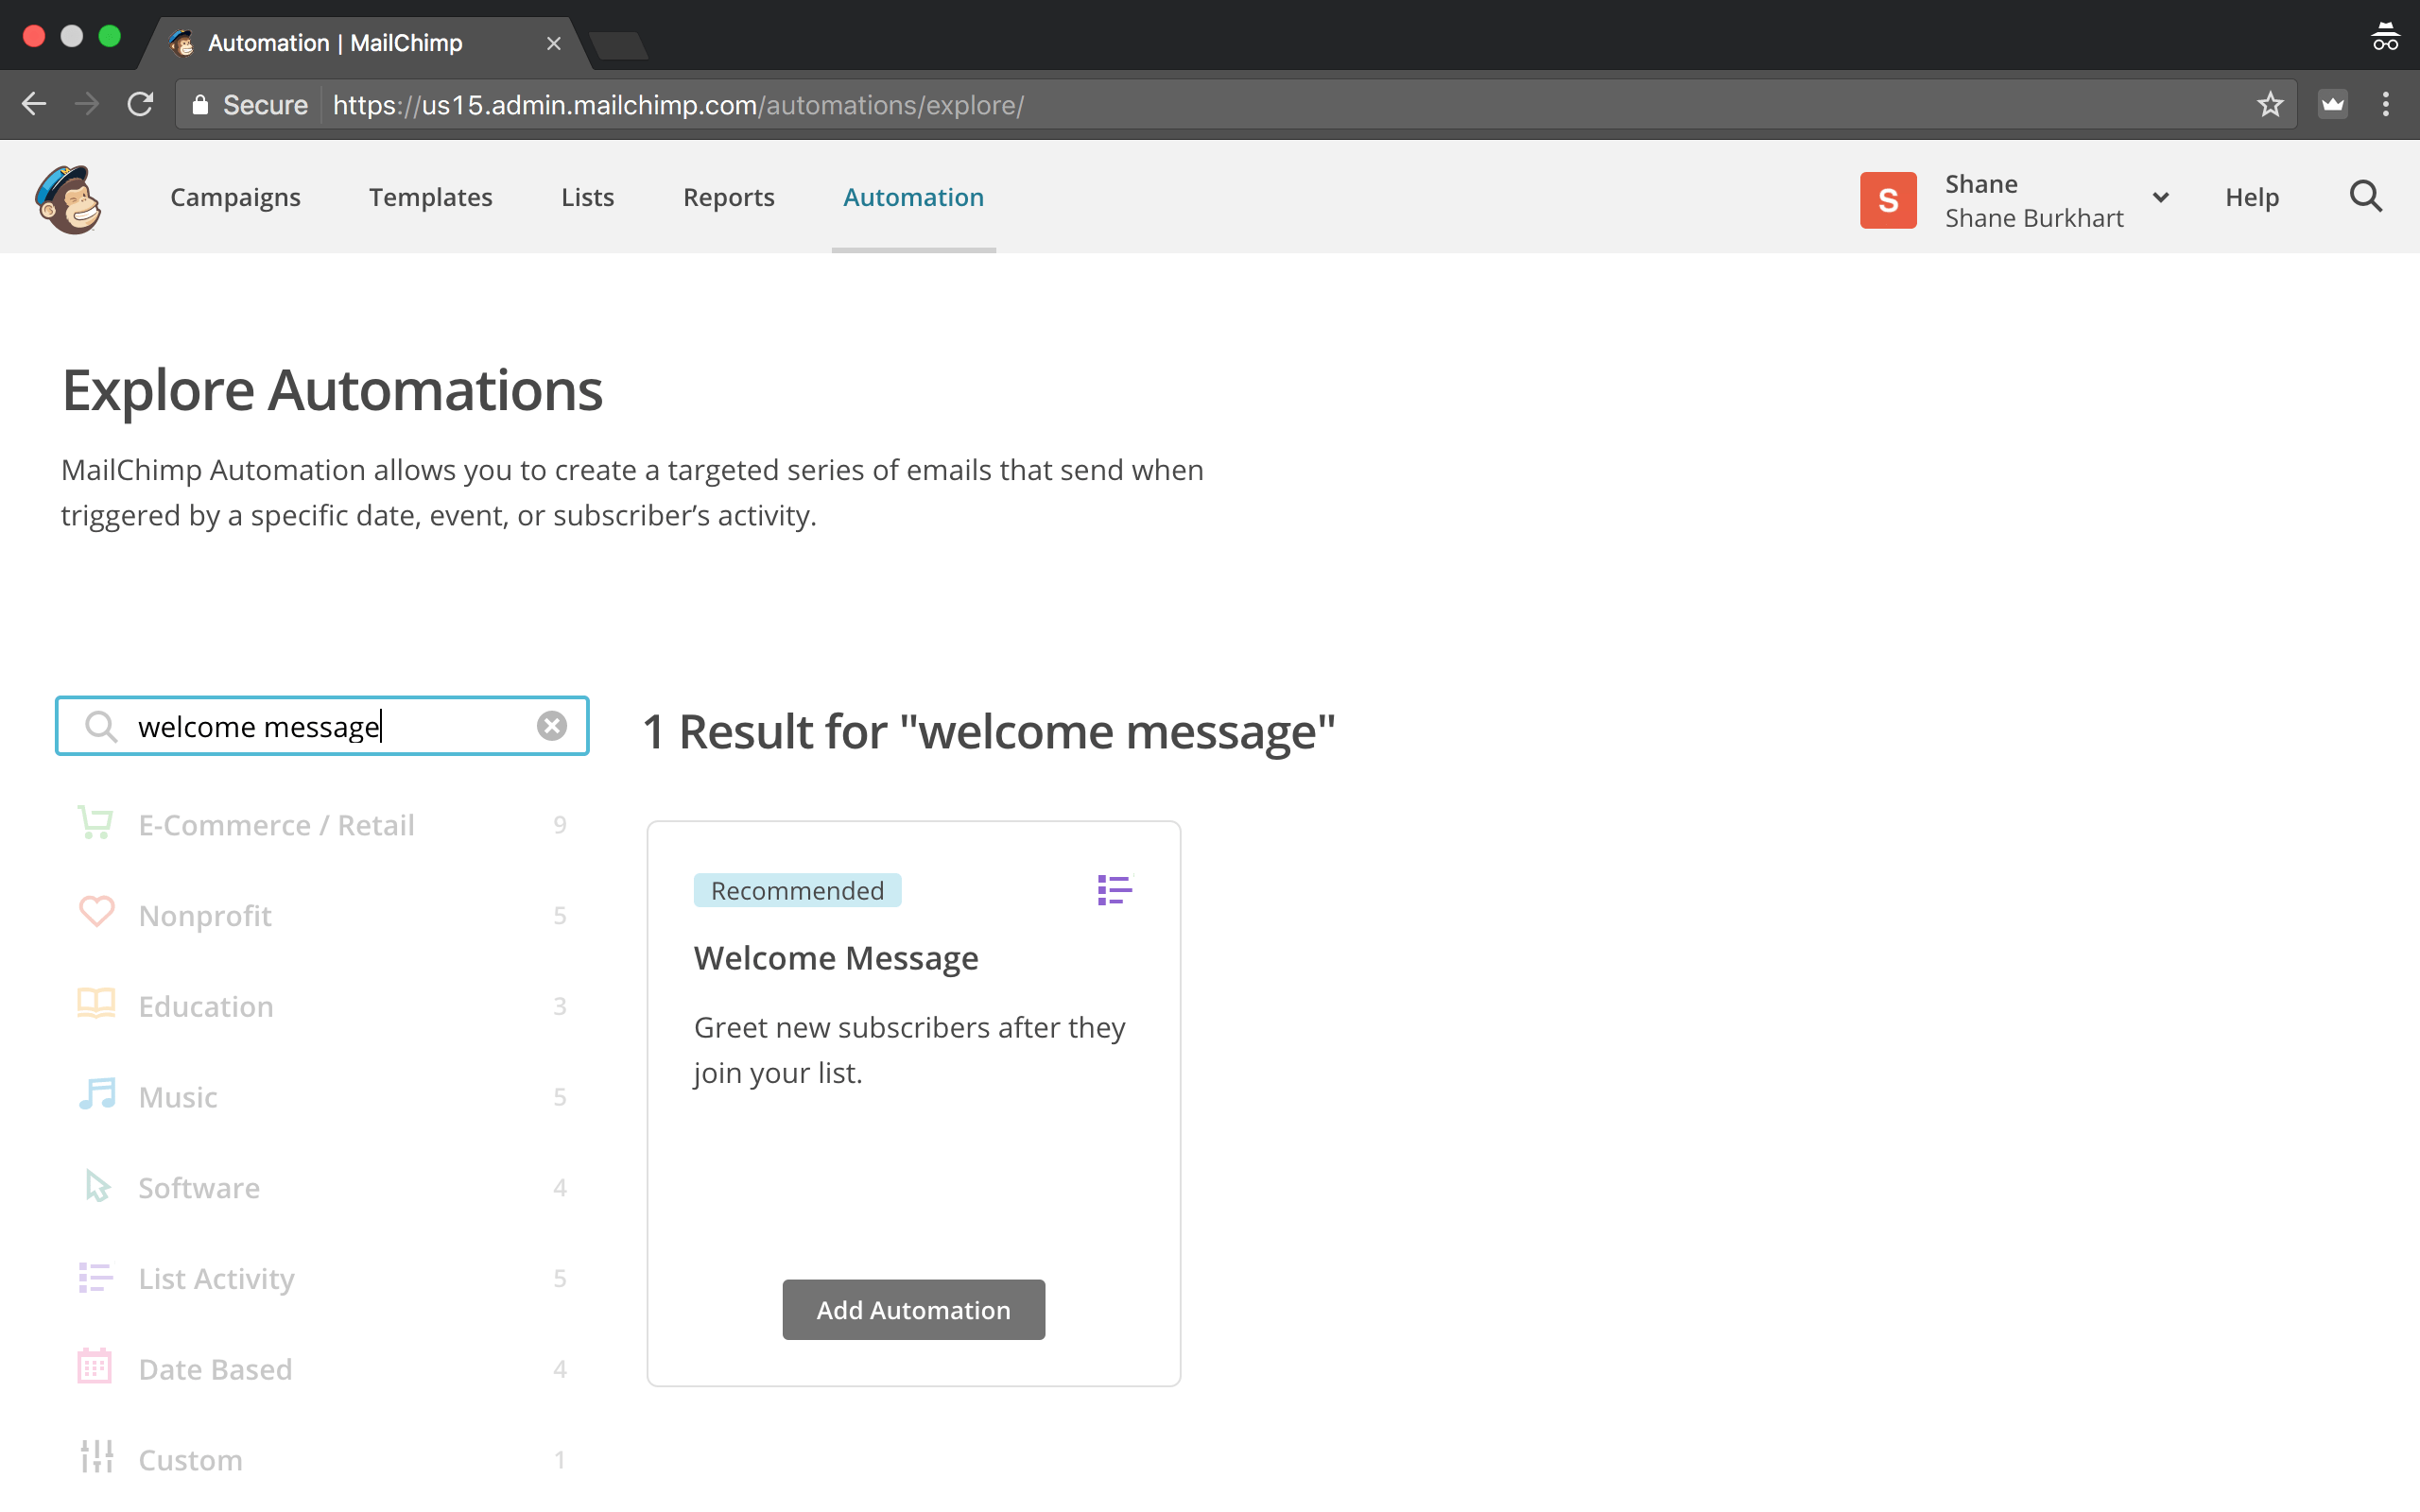 Automation | MailChimp
Secure https://us15.admin.mailchimp.com/automations/explore/
Campaigns Templates Lists Reports Automation
S Shane
Shane Burkhart
Help
Explore Automations
MailChimp Automation allows you to create a targeted series of emails that send when
triggered by a specific date, event, or subscriber’s activity.
welcome message
E-Commerce / Retail 9
Nonprofit 5
Education 3
Music 5
Software 4
List Activity 5
Date Based 4
Custom 1
1 Result for "welcome message"
Recommended
Welcome Message
Greet new subscribers after they
join your list.
Add Automation